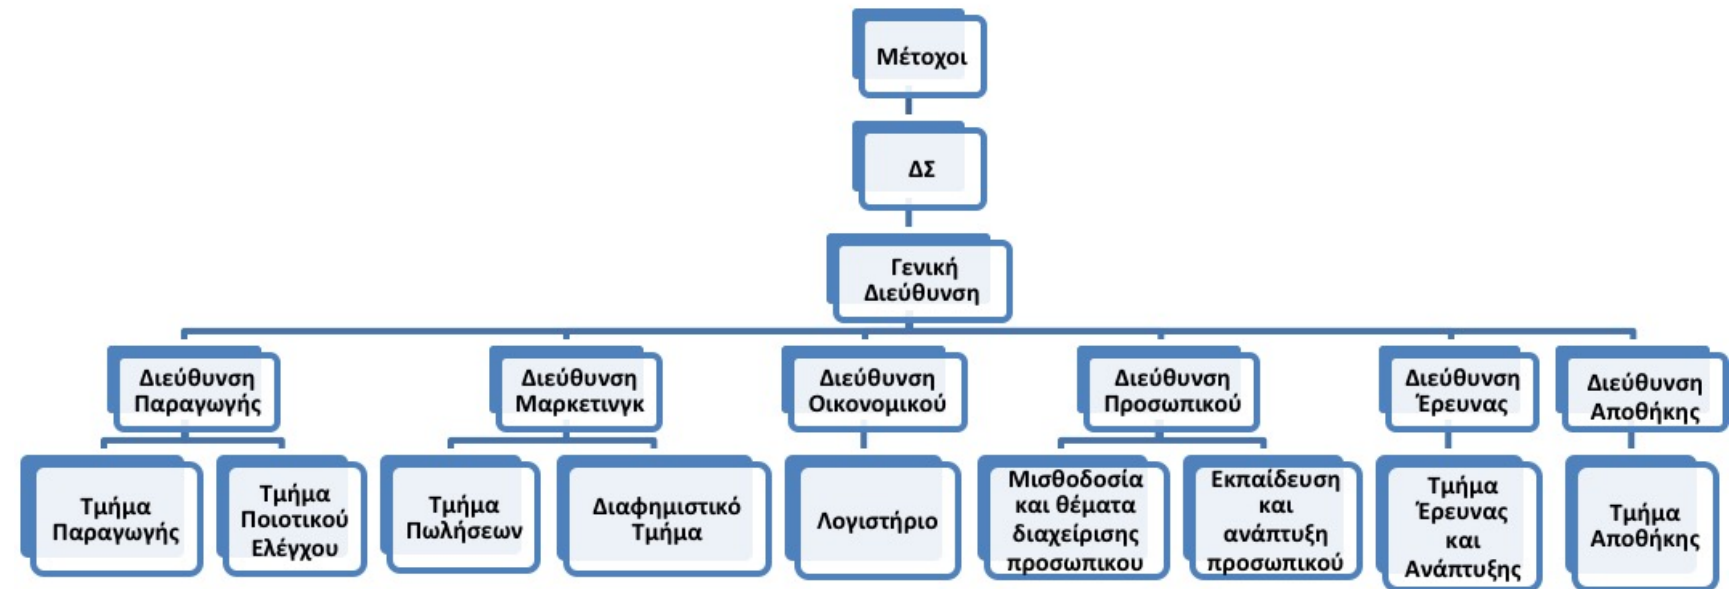 Μέτοχοι
ΔΣ
Γενική
Διεύθυνση
Διεύθυνση
Παραγωγής
Διεύθυνση
Μαρκετινγκ
Διεύθυνση
Οικονομικού
Διεύθυνση
Προσωπικού
Διεύθυνση
Έρευνας
Διεύθυνση
Αποθήκης
Τμήμα
Παραγωγής
Τμήμα
Ποιοτικού
Ελέγχου
Τμήμα
Πωλήσεων
Διαφημιστικό
Τμήμα
Λογιστήριο
Μισθοδοσία
και θέματα
διαχείρισης
προσωπικου
Εκπαίδευση
και
ανάπτυξη
προσωπικού
Τμήμα
Έρευνας
και
Ανάπτυξης
Τμήμα
Αποθήκης